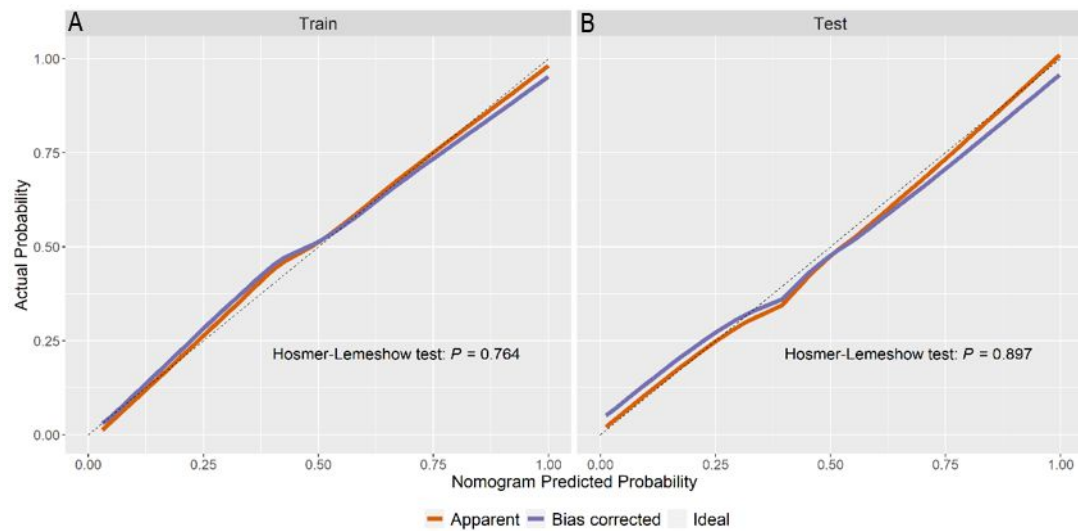 A
Train
B
Test
Actual Probability
1.00
0.75
0.50
0.25
0.00
Hosmer-Lemeshow test: P = 0.764
Hosmer-Lemeshow test: P = 0.897
0.00 0.25 0.50 0.75 1.00
0.00 0.25 0.50 0.75 1.00
Nomogram Predicted Probability
Apparent Bias corrected Ideal